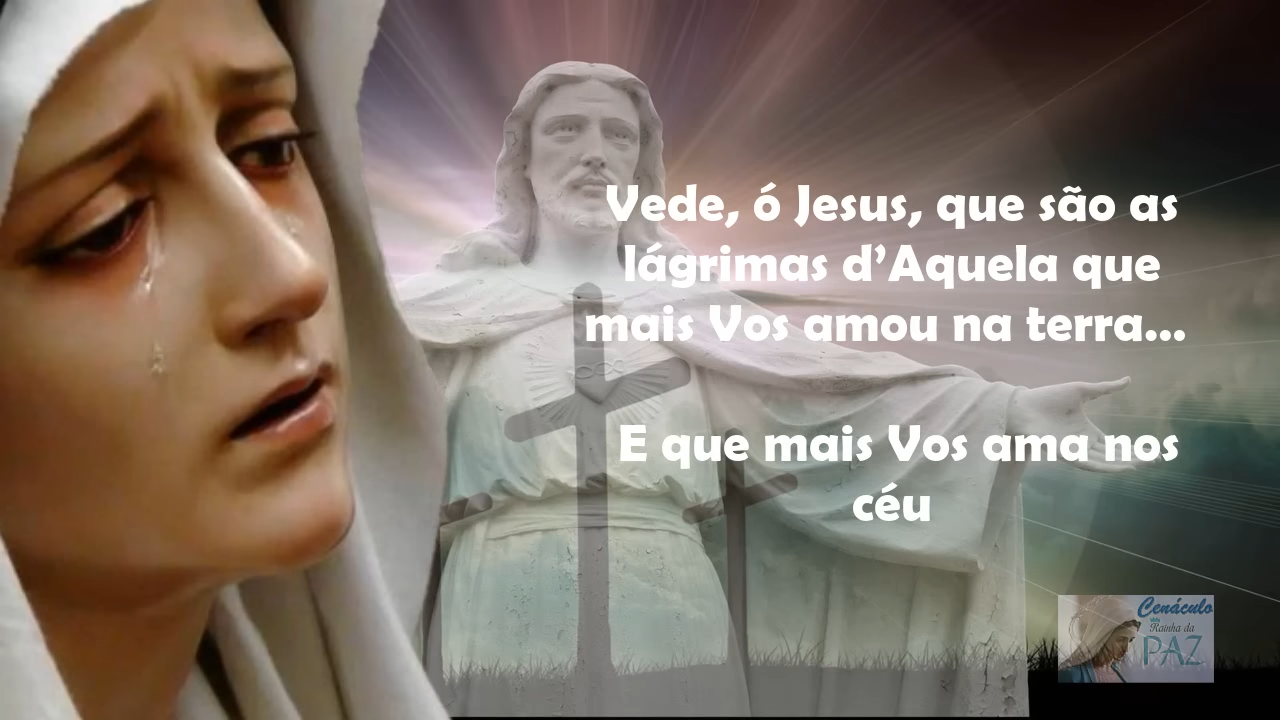 Vede, ó Jesus, que são as
lágrimas d’Aquela que
mais Vos amou na terra...
E que mais Vos ama nos
céu
Cenáculo
Rainha da
PAZ